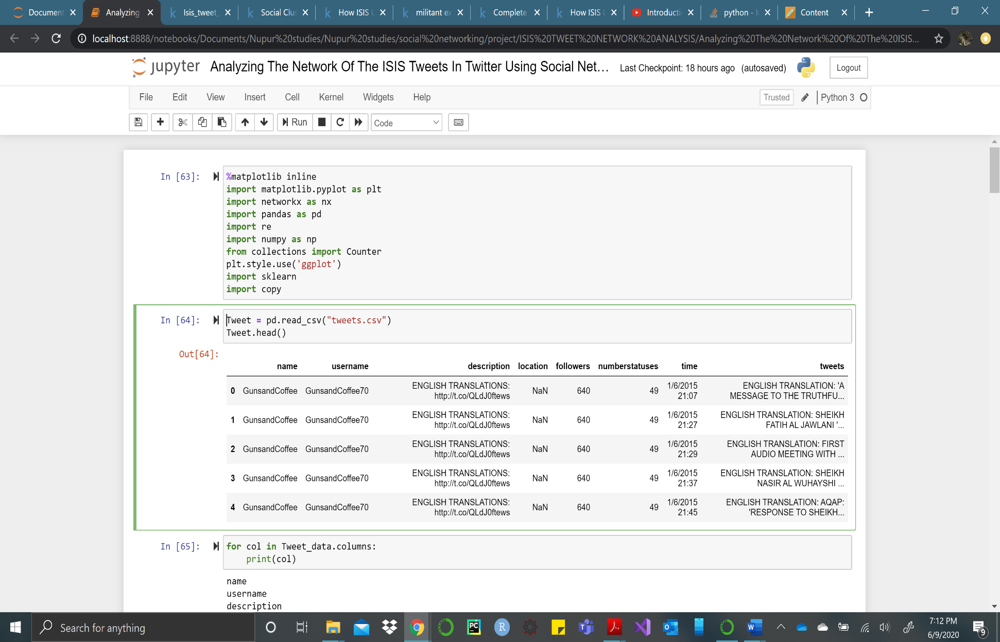 Document
Analyzing
Isis_tweet_
Social Clus
How ISIS U
militant ex
Complete
How ISIS U
Introducti
python - I
Content
localhost:8888/notebooks/Documents/Nupur%20studies/Nupur%20studies/social%20networking/project/ISIS%20TWEET%20NETWORK%20ANALYSIS/Analyzing%20The%20Network%20Of%20The%20ISIS...
jupyter Analyzing The Network Of The ISIS Tweets In Twitter Using Social Net... Last Checkpoint: 18 hours ago (autosaved) Logout
File Edit View Insert Cell Kernel Widgets Help Trusted Python 3
Run Code
In [63]: %matplotlib inline
import matplotlib.pyplot as plt
import networkx as nx
import pandas as pd
import re
import numpy as np
from collections import Counter
plt.style.use('ggplot')
import sklearn
import copy
In [64]: Tweet = pd.read_csv("tweets.csv")
Tweet.head()
Out[64]:
name username description location followers numberstatuses time tweets
0 GunsandCoffee GunsandCoffee70 ENGLISH TRANSLATIONS: http://t.co/QLdJ0ftews NaN 640 49 1/6/2015 21:07 ENGLISH TRANSLATION: 'A MESSAGE TO THE TRUTHFU...
1 GunsandCoffee GunsandCoffee70 ENGLISH TRANSLATIONS: http://t.co/QLdJ0ftews NaN 640 49 1/6/2015 21:27 ENGLISH TRANSLATION: SHEIKH FATIH AL JAWLANI '...
2 GunsandCoffee GunsandCoffee70 ENGLISH TRANSLATIONS: http://t.co/QLdJ0ftews NaN 640 49 1/6/2015 21:29 ENGLISH TRANSLATION: FIRST AUDIO MEETING WITH ...
3 GunsandCoffee GunsandCoffee70 ENGLISH TRANSLATIONS: http://t.co/QLdJ0ftews NaN 640 49 1/6/2015 21:37 ENGLISH TRANSLATION: SHEIKH NASIR AL WUHAYSHI ...
4 GunsandCoffee GunsandCoffee70 ENGLISH TRANSLATIONS: http://t.co/QLdJ0ftews NaN 640 49 1/6/2015 21:45 ENGLISH TRANSLATION: AQAP: 'RESPONSE TO SHEIKH...
In [65]: for col in Tweet_data.columns:
print(col)
name
username
description
Search for anything
7:12 PM
6/9/2020
9